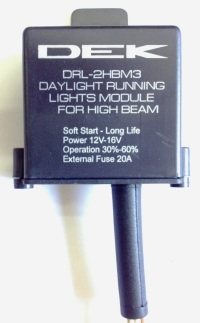 DEK
DRL-2HBM3
DAYLIGHT RUNNING
LIGHTS MODULE
FOR HIGH BEAM
Soft Start - Long Life
Power 12V-16V
Operation 30%-60%
External Fuse 20A